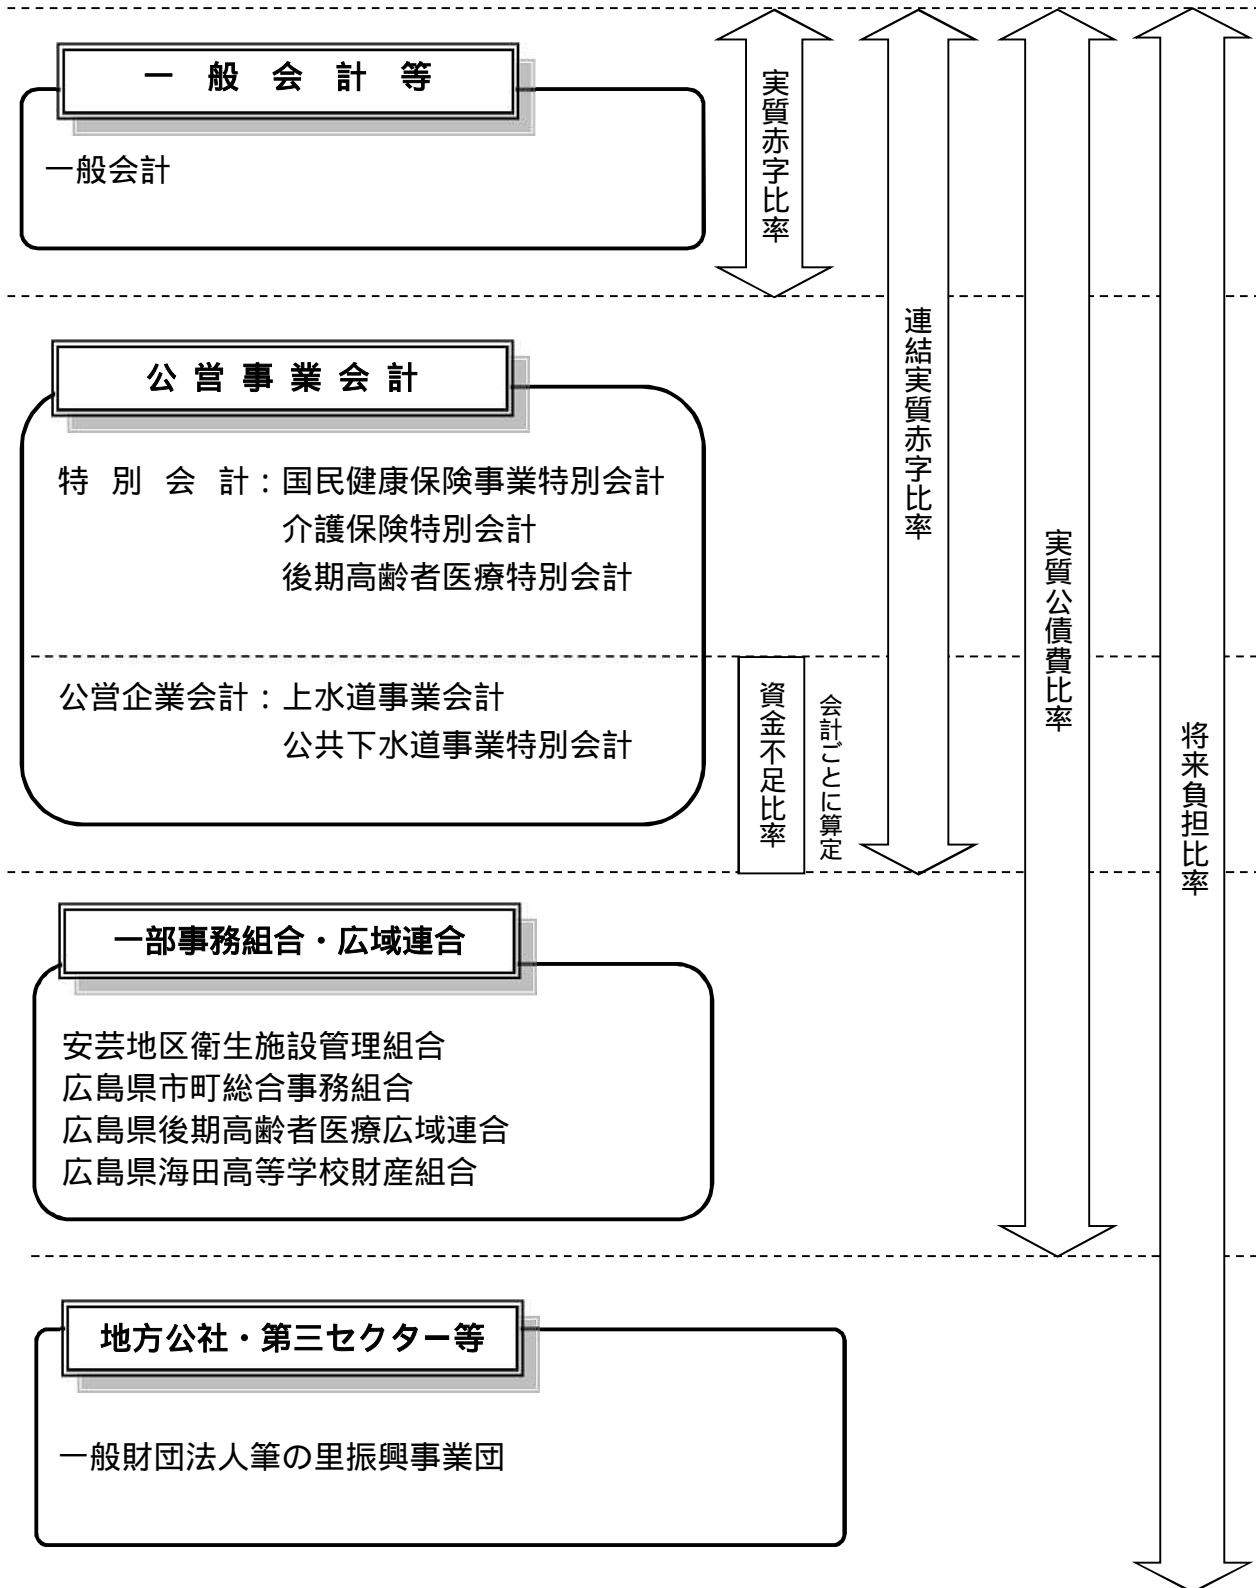 一般会計等
一般会計
実質赤字比率
連結実質赤字比率
実質公債費比率
将来負担比率
公営事業会計
特別会計：国民健康保険事業特別会計
介護保険特別会計
後期高齢者医療特別会計
公営企業会計：上水道事業会計
公共下水道事業特別会計
資金不足比率
会計ごとに算定
一部事務組合・広域連合
安芸地区衛生施設管理組合
広島県市町総合事務組合
広島県後期高齢者医療広域連合
広島県海田高等学校財産組合
地方公社・第三セクター等
一般財団法人筆の里振興事業団